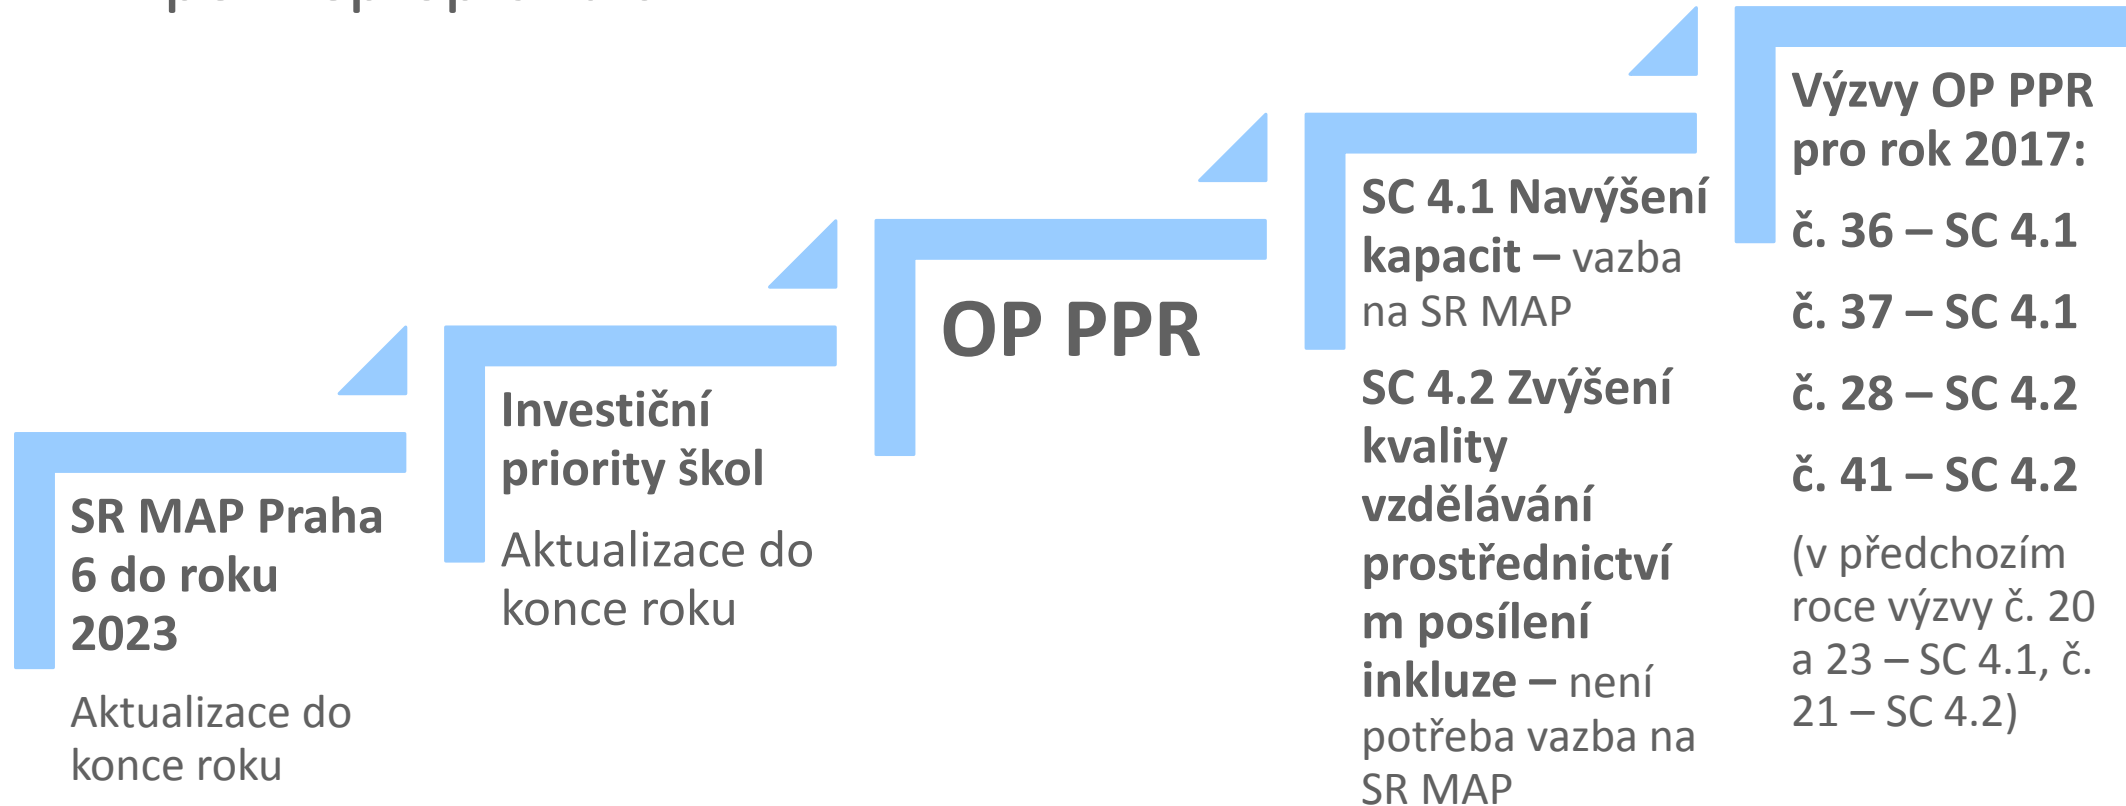 SR MAP Praha
6 do roku
2023
Aktualizace do
konce roku
Investiční
priority škol
Aktualizace do
konce roku
OP PPR
SC 4.1 Navýšení
kapacit – vazba
na SR MAP
SC 4.2 Zvýšení
kvality
vzdělávání
prostřednictví
m posílení
inkluze – není
potřeba vazba na
SR MAP
Výzvy OP PPR
pro rok 2017:
č. 36 – SC 4.1
č. 37 – SC 4.1
č. 28 – SC 4.2
č. 41 – SC 4.2
(v předchozím
roce výzvy č. 20
a 23 – SC 4.1, č.
21 – SC 4.2)